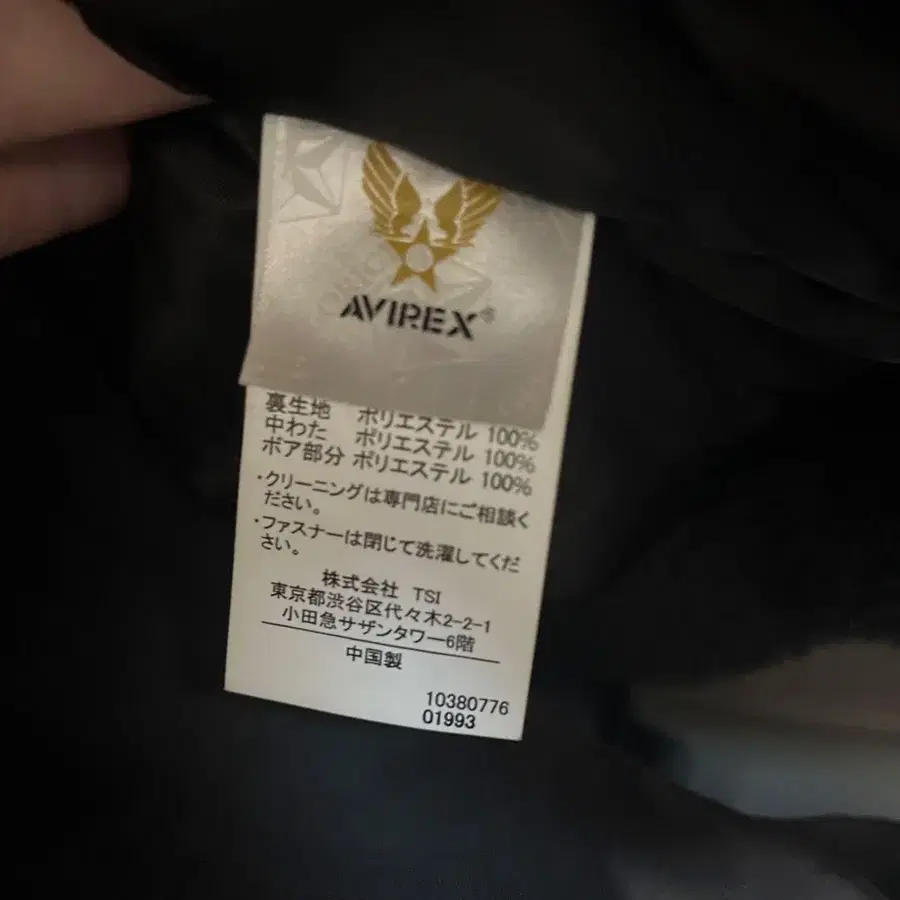 AVIREX®
裏生地 ポリエステル 100%
中わた ポリエステル 100%
ボア部分 ポリエステル 100%
・クリーニングは専門店にご相談く
ださい。
・ファスナーは閉じて洗濯してくだ
さい。
株式会社 TSI
東京都渋谷区代々木2-2-1
小田急サザンタワー6階
中国製
10380776
01993